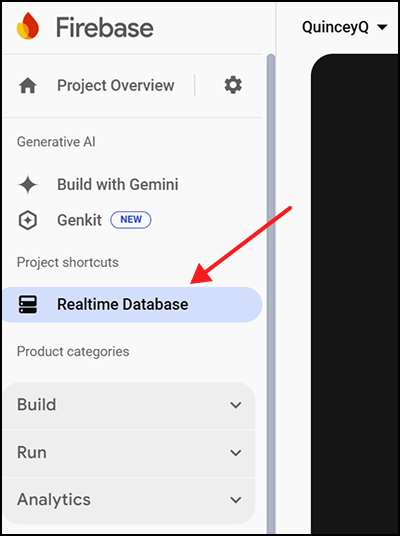 Firebase
QuinceyQ
Project Overview
Generative AI
Build with Gemini
Genkit NEW
Project shortcuts
Realtime Database
Product categories
Build
Run
Analytics